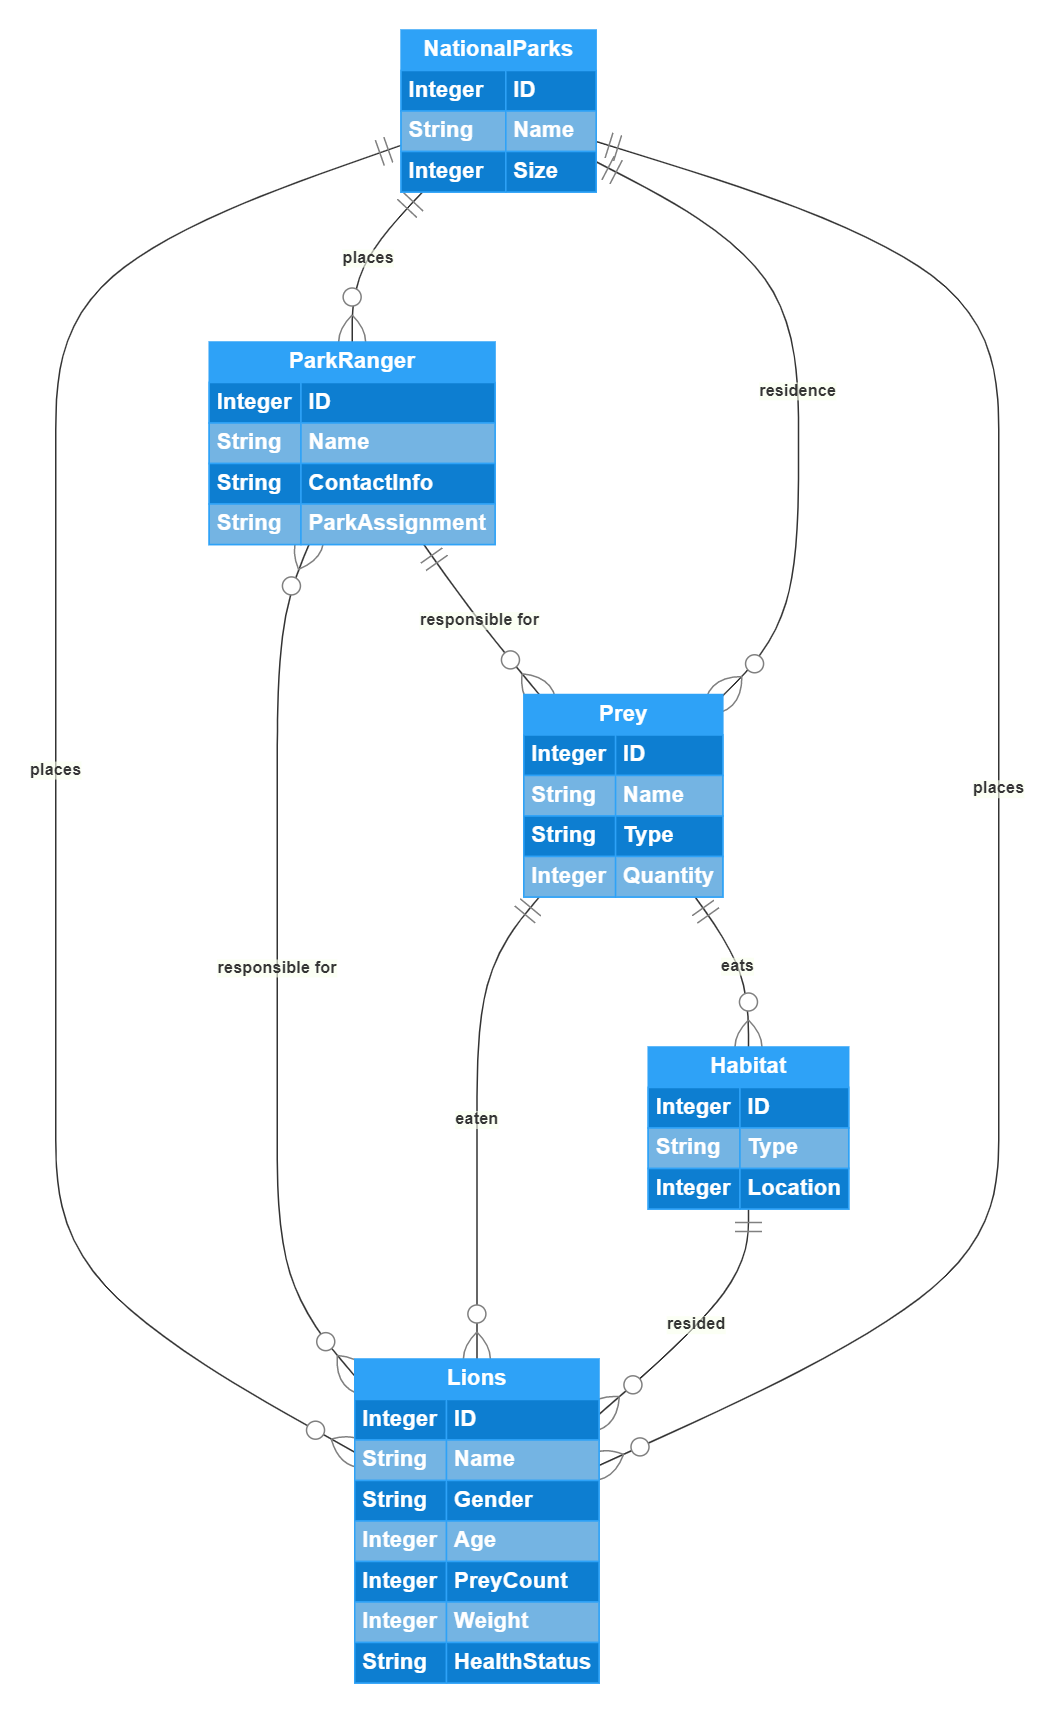 NationalParks
Integer ID
String Name
Integer Size
places
ParkRanger
Integer ID
String Name
String ContactInfo
String ParkAssignment
residence
responsible for
Prey
Integer ID
String Name
String Type
Integer Quantity
places
places
responsible for
eats
Habitat
Integer ID
String Type
Integer Location
eaten
resided
Lions
Integer ID
String Name
String Gender
Integer Age
Integer PreyCount
Integer Weight
String HealthStatus